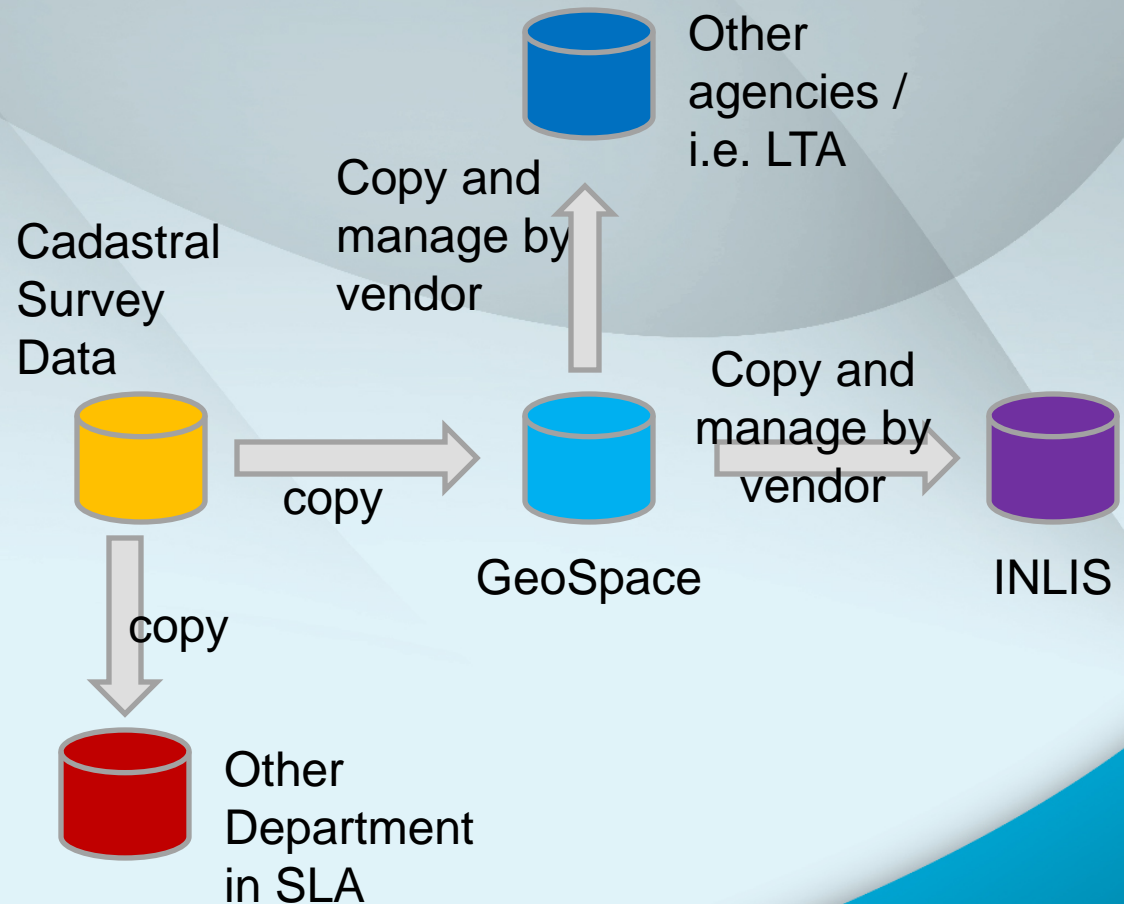 Other
agencies /
i.e. LTA
Copy and
manage by
vendor
Cadastral
Survey
Data
Copy and
manage by
vendor
copy
GeoSpace
INLIS
copy
Other
Department
in SLA